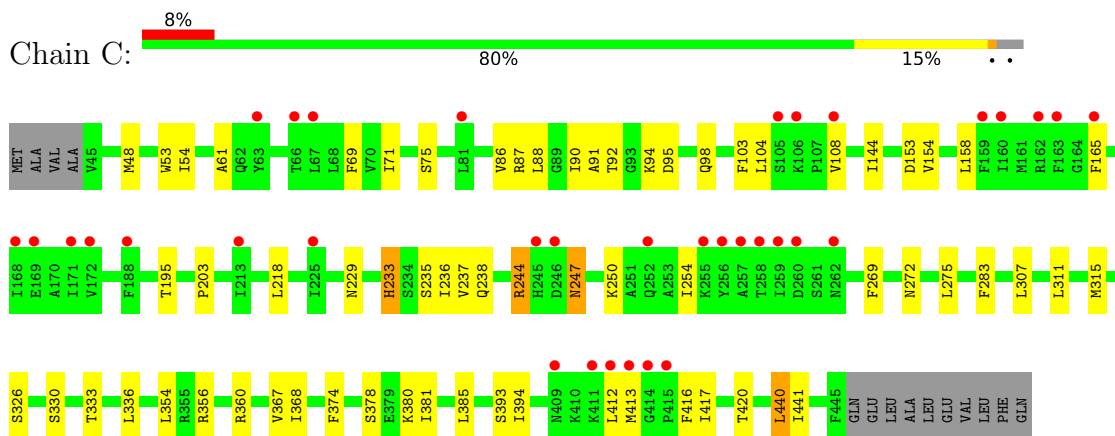 8%
Chain C:
80% 15% • •
MET ALA VAL ALA V45 M48 W53 I54 A61 Q62 Y63 T66 L67 L68 F69 V70 I71 S75 L81 V86 R87 L88 G89 I90 A91 T92 G93 K94 D95 Q98 F103 L104 S105 K106 P107 V108 I144 D153 V154 L158 F159 I160 M161 R162 F163 G164 F165
I168 E169 A170 I171 V172 F188 T195 P203 I213 L218 I225 N229 H233 S234 S235 I236 V237 Q238 R244 H245 D246 N247 K250 A251 Q252 A253 I254 K255 Y256 A257 T258 I259 D260 S261 N262 F269 N272 L275 F283 L307 L311 M315
S326 S330 T333 L336 L354 R355 R356 R360 V367 I368 F374 S378 E379 K380 I381 L385 S393 I394 N409 K410 K411 L412 M413 G414 P415 F416 I417 T420 L440 I441 F445 GLN GLU LEU ALA LEU GLU VAL LEU PHE GLN